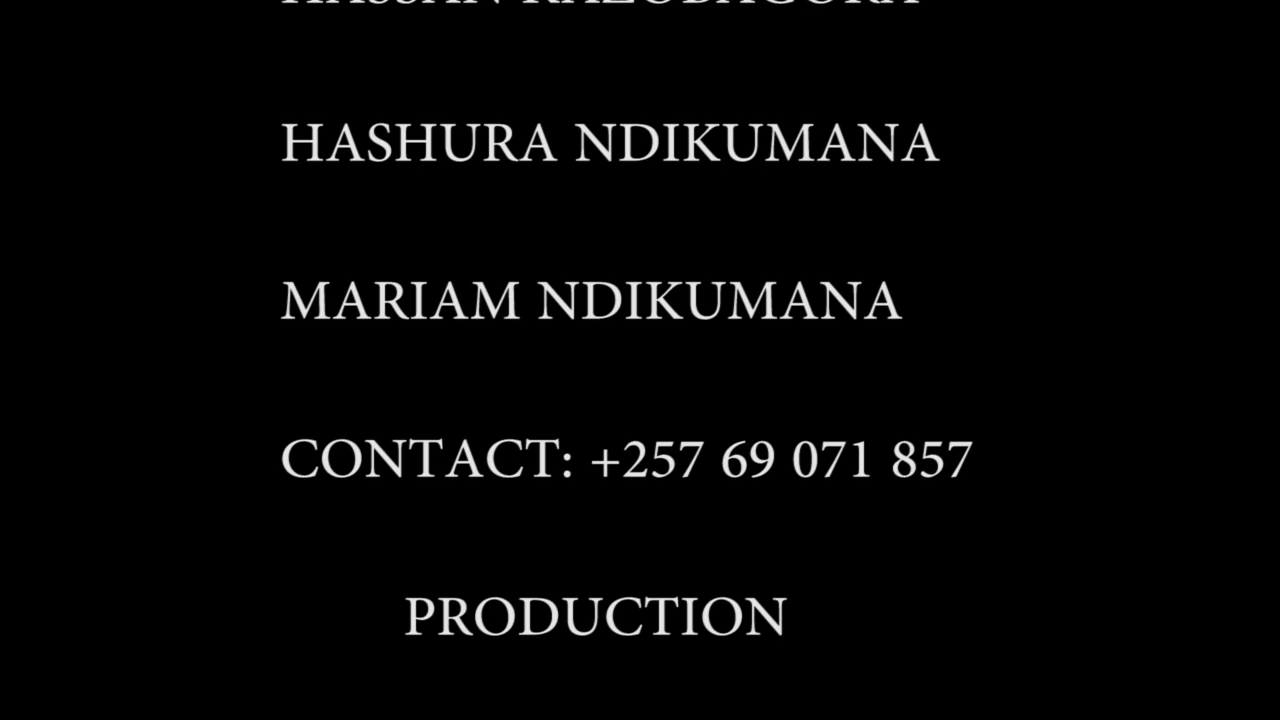 HASHURA NDIKUMANA
MARIAM NDIKUMANA
CONTACT: +257 69 071 857
PRODUCTION